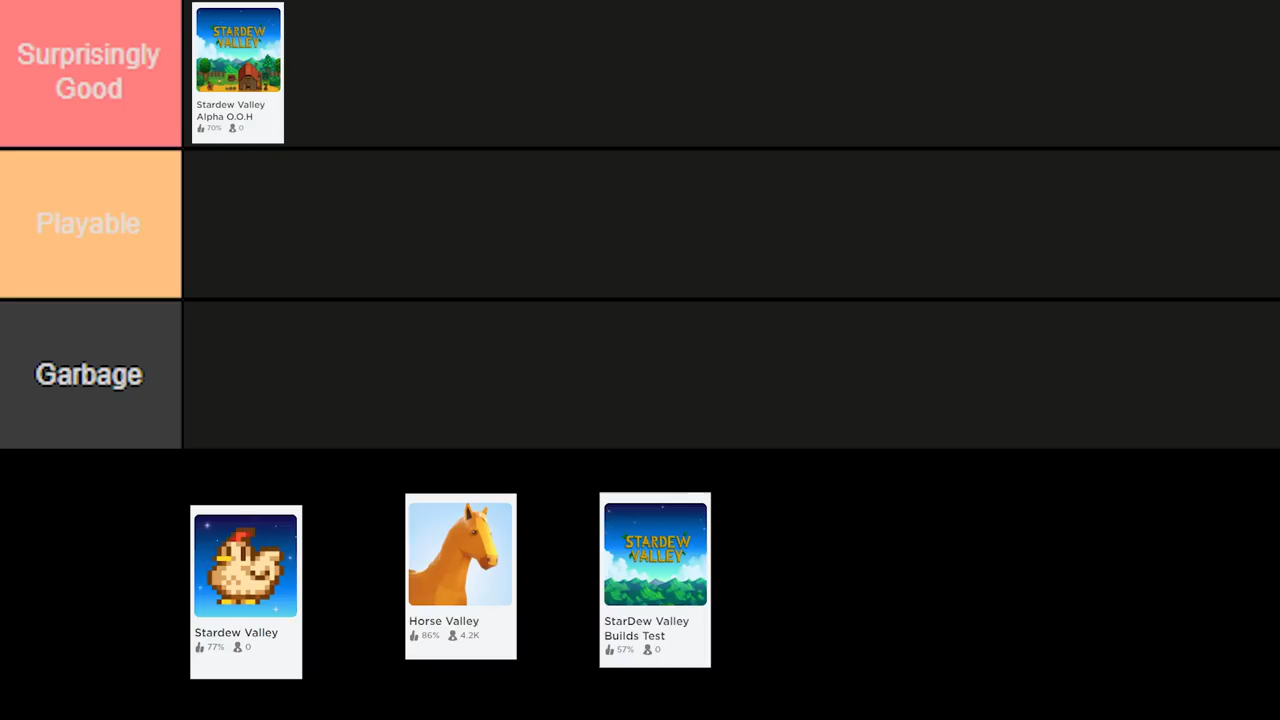 Surprisingly
Good
STARDEW
VALLEY
Stardew Valley
Alpha O.O.H
70% 0
Playable
Garbage
Stardew Valley
77% 0
Horse Valley
86% 4.2K
STARDEW
VALLEY
StarDew Valley
Builds Test
57% 0